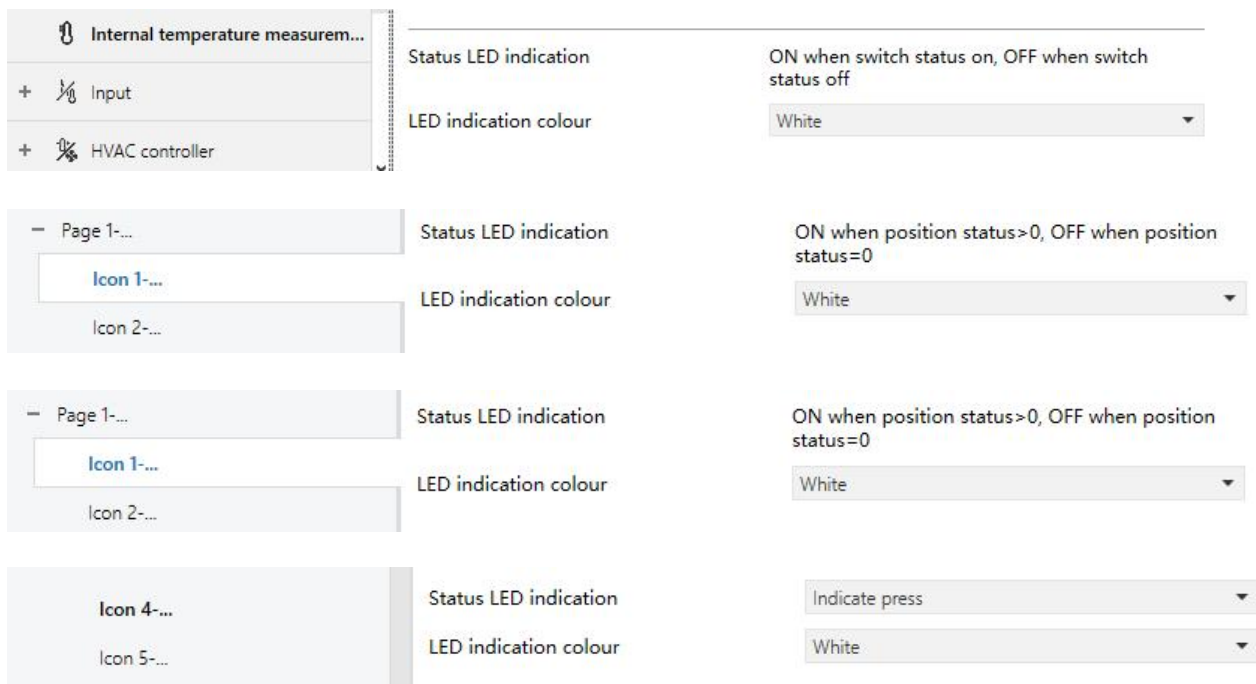 Internal temperature measurem...
+ Input
+ HVAC controller
Status LED indication
ON when switch status on, OFF when switch
status off
LED indication colour
White
− Page 1-...
Icon 1-...
Icon 2-...
Status LED indication
ON when position status>0, OFF when position
status=0
LED indication colour
White
− Page 1-...
Icon 1-...
Icon 2-...
Status LED indication
ON when position status>0, OFF when position
status=0
LED indication colour
White
Icon 4-...
Icon 5-...
Status LED indication
Indicate press
LED indication colour
White